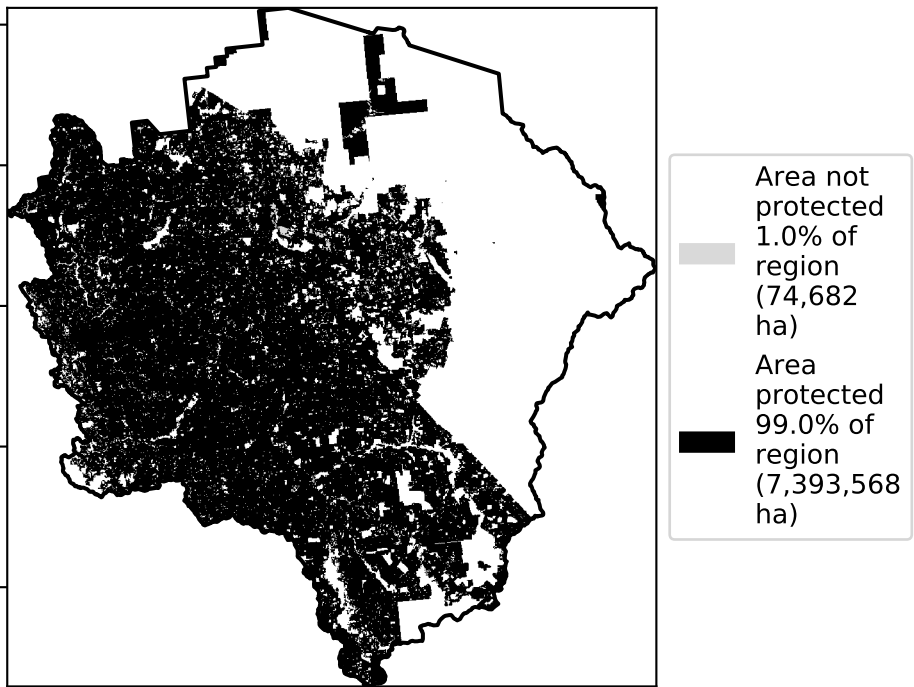 Area not
protected
1.0% of
region
(74,682
ha)
Area
protected
99.0% of
region
(7,393,568
ha)